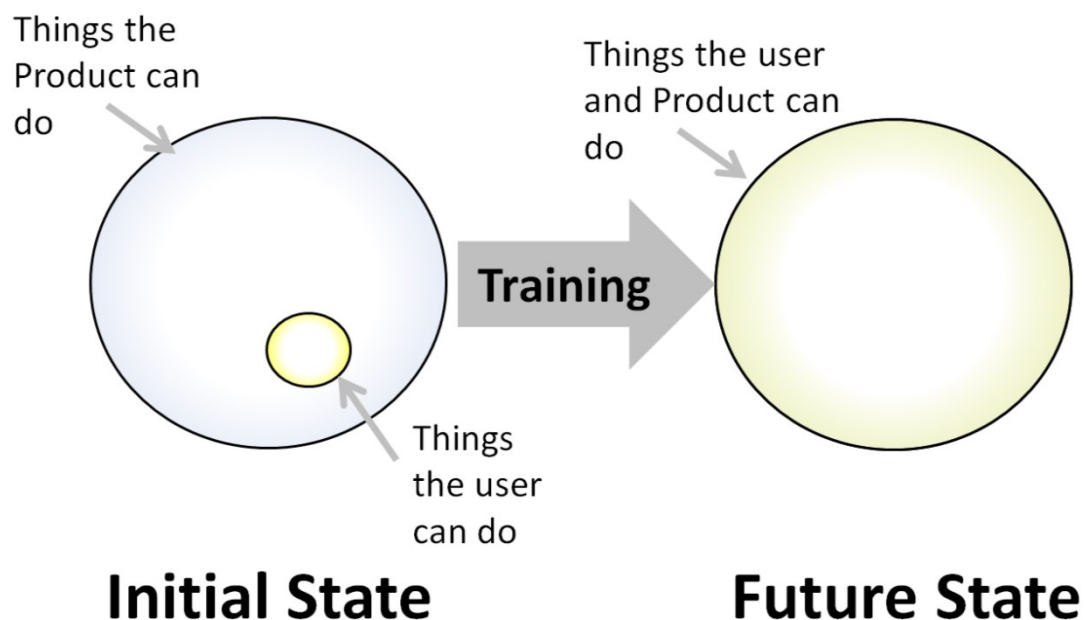 Things the
Product can
do
Things the user
and Product can
do
Training
Things
the user
can do
Initial State
Future State